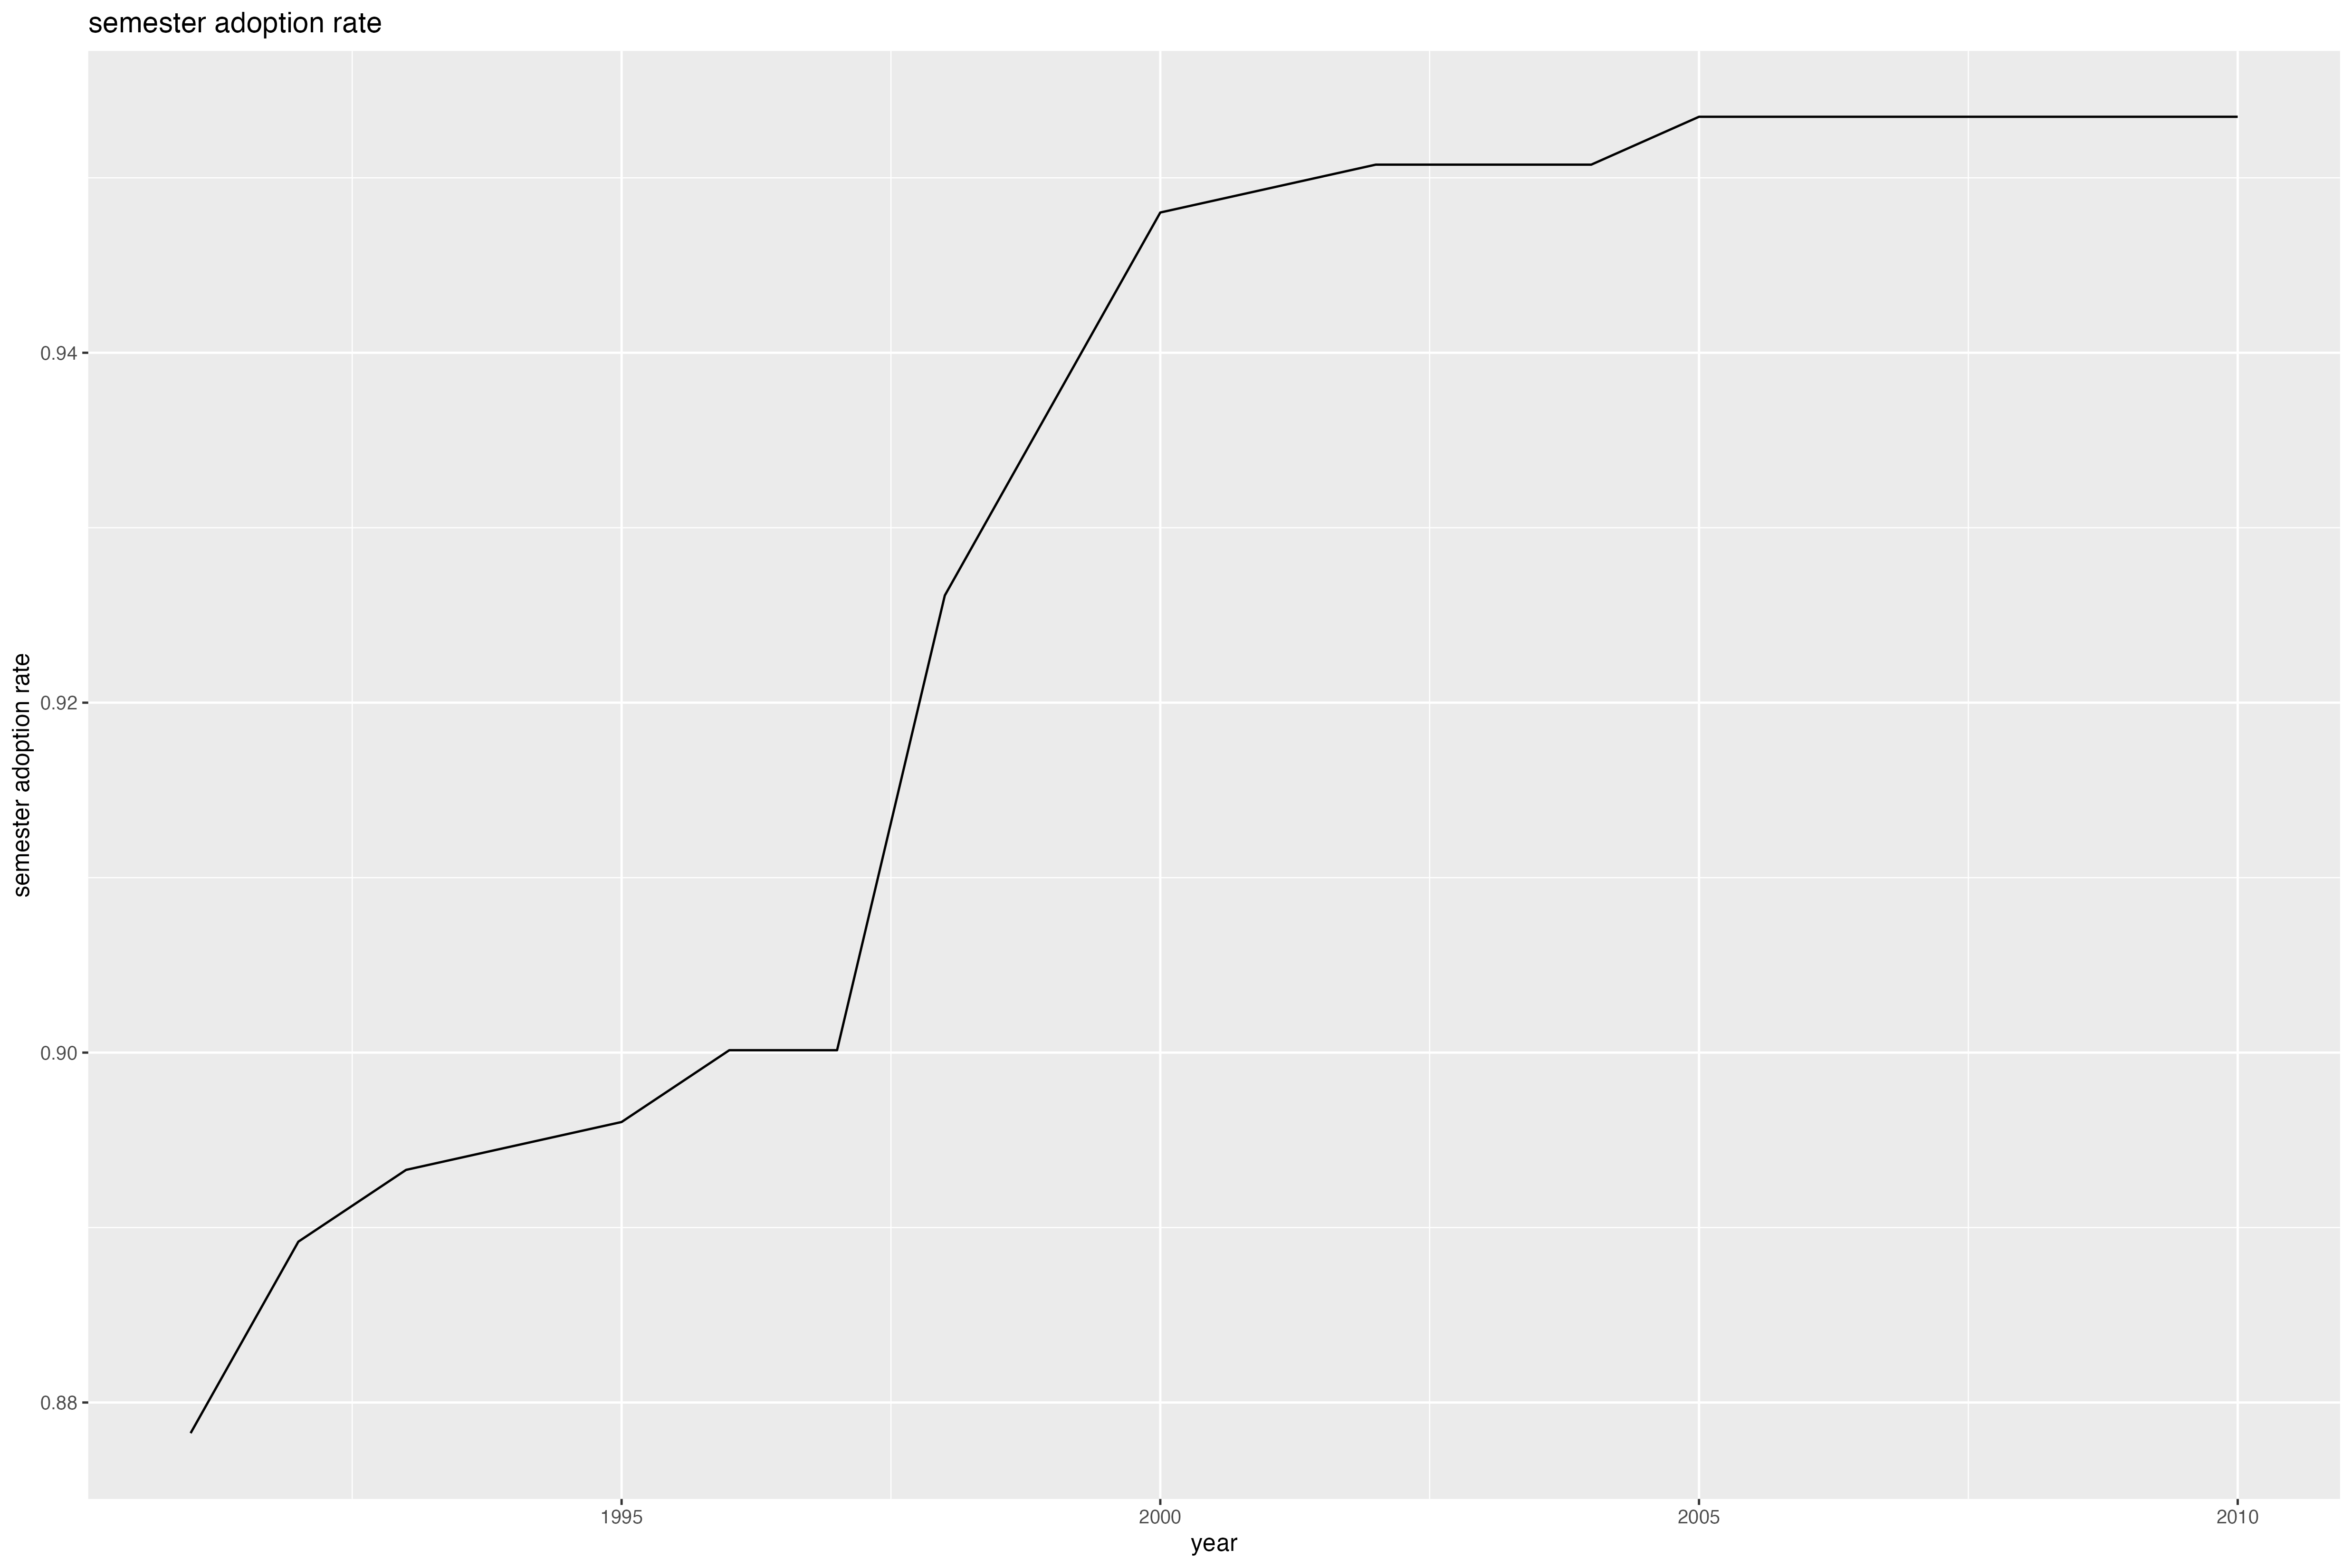 semester adoption rate
semester adoption rate
0.94
0.92
0.90
0.88
1995 2000 2005 2010
year